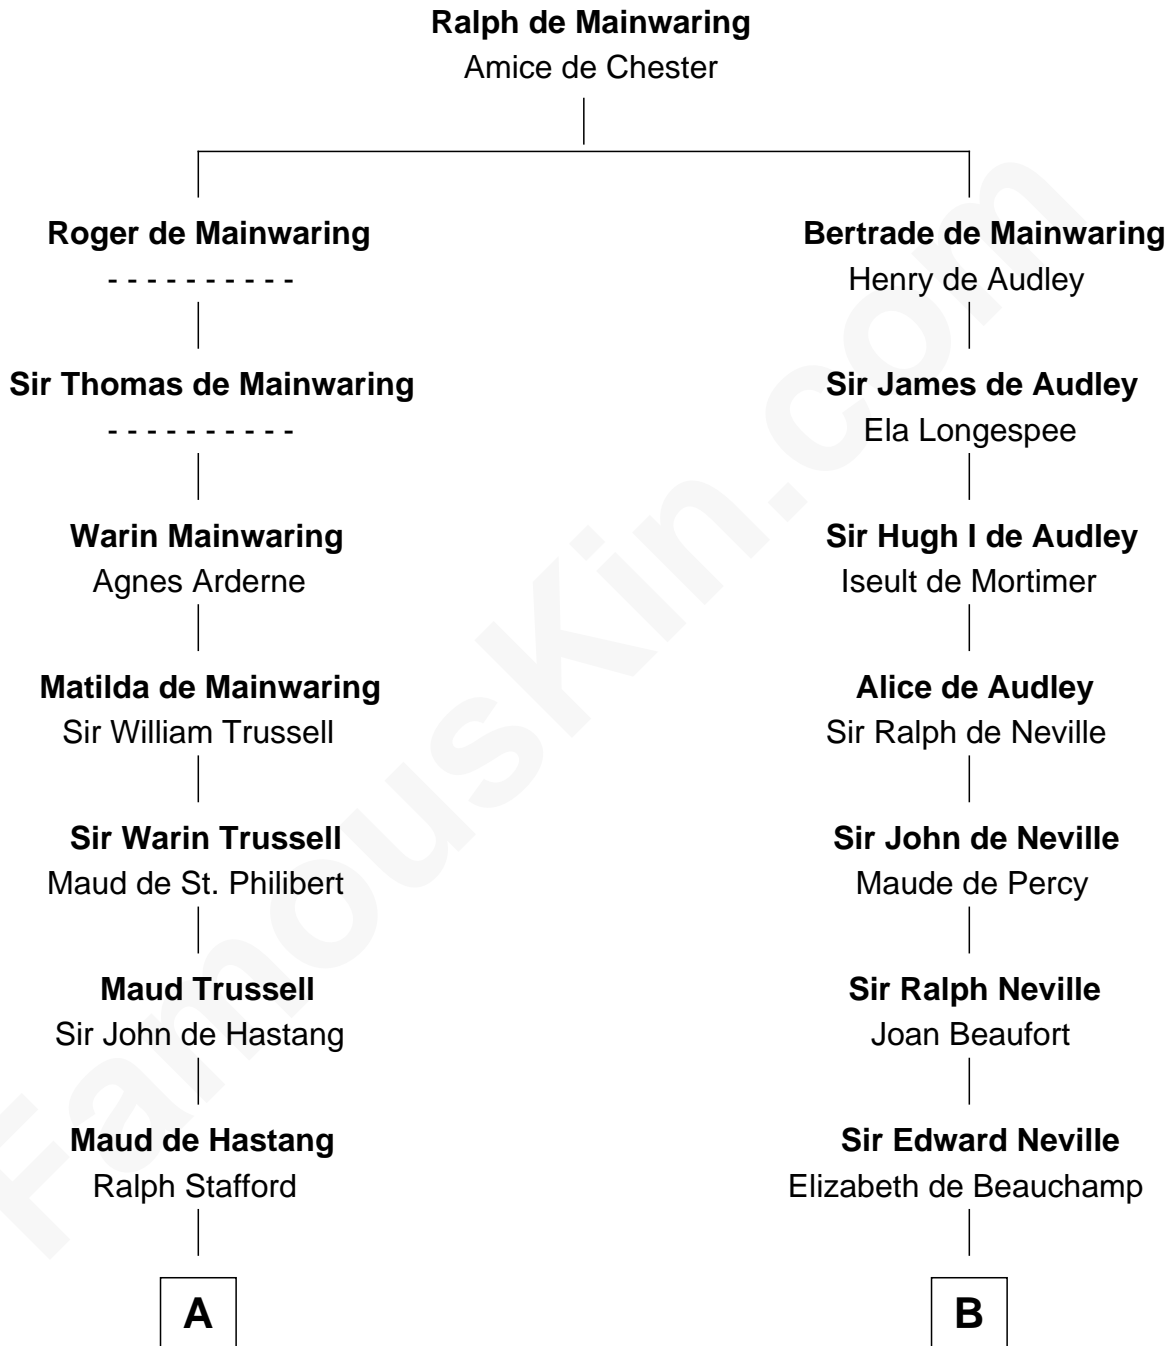 Ralph de Mainwaring
Amice de Chester
Roger de Mainwaring
- - - - - - - - - -
Sir Thomas de Mainwaring
- - - - - - - - - -
Warin Mainwaring
Agnes Arderne
Matilda de Mainwaring
Sir William Trussell
Sir Warin Trussell
Maud de St. Philibert
Maud Trussell
Sir John de Hastang
Maud de Hastang
Ralph Stafford
A
Bertrade de Mainwaring
Henry de Audley
Sir James de Audley
Ela Longespee
Sir Hugh I de Audley
Iseult de Mortimer
Alice de Audley
Sir Ralph de Neville
Sir John de Neville
Maude de Percy
Sir Ralph Neville
Joan Beaufort
Sir Edward Neville
Elizabeth de Beauchamp
B
FamousKin.com